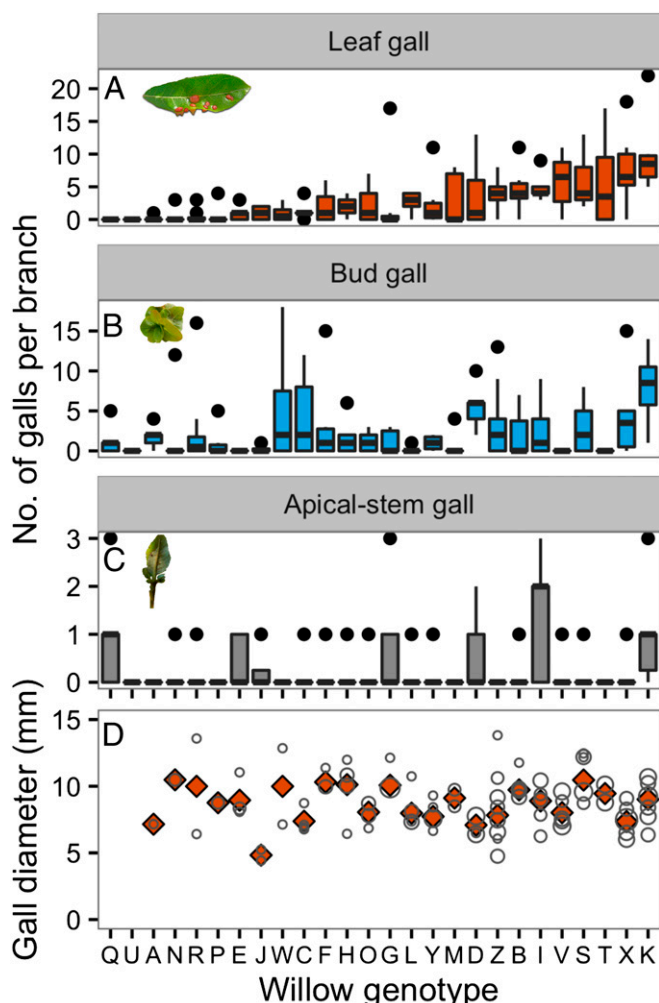 Leaf gall
A
20
15
10
5
0
Bud gall
B
15
10
5
0
No. of galls per branch
Apical-stem gall
C
3
2
1
0
D
15
10
5
0
Gall diameter (mm)
Q U A N R P E J W C F H O G L Y M D Z B I V S T X K
Willow genotype